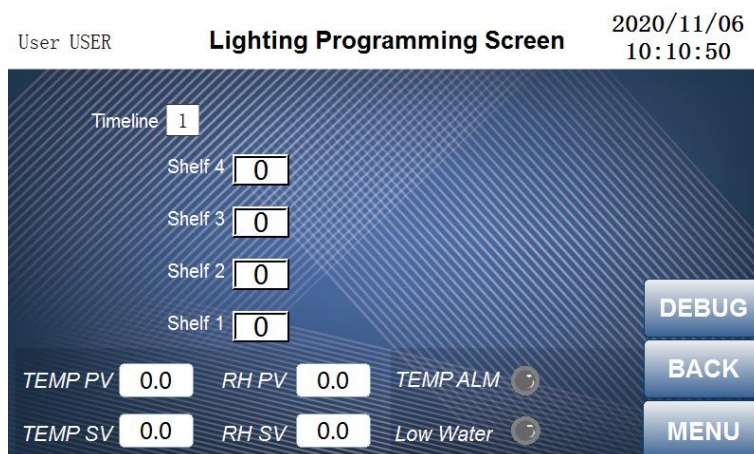 User USER
Lighting Programming Screen
2020/11/06
10:10:50
Timeline 1
Shelf 4 0
Shelf 3 0
Shelf 2 0
Shelf 1 0
DEBUG
TEMP PV 0.0 RH PV 0.0 TEMP ALM
BACK
TEMP SV 0.0 RH SV 0.0 Low Water
MENU